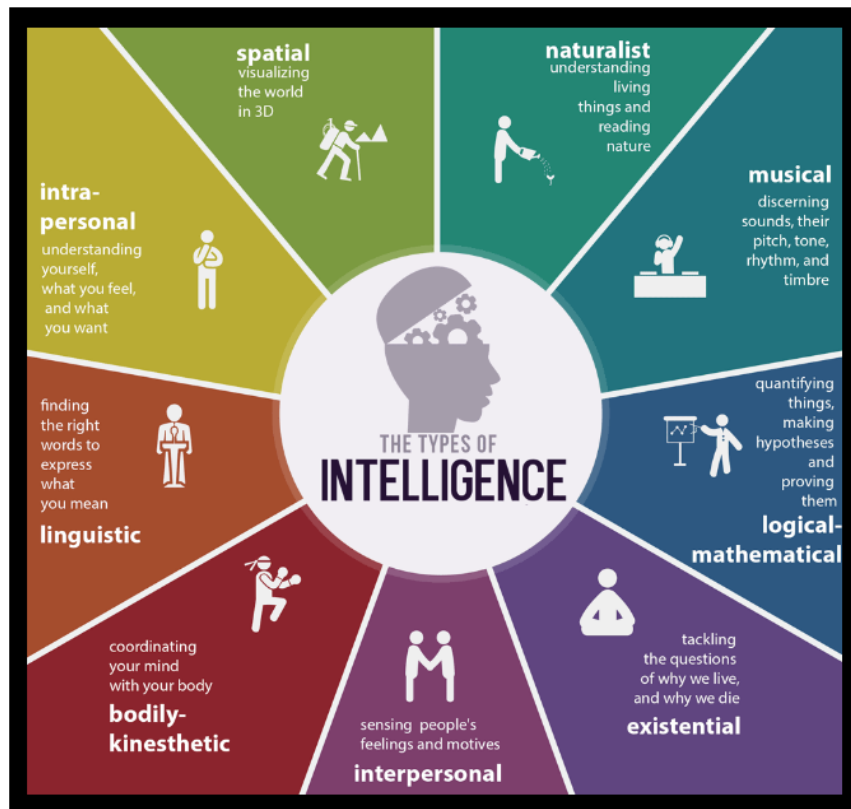 spatial
visualizing
the world
in 3D
naturalist
understanding
living
things and
reading
nature
musical
discerning
sounds, their
pitch, tone,
rhythm, and
timbre
intra-
personal
understanding
yourself,
what you feel,
and what
you want
THE TYPES OF
INTELLIGENCE
quantifying
things,
making
hypotheses
and
proving
them
logical-
mathematical
finding
the right
words to
express
what
you mean
linguistic
coordinating
your mind
with your body
bodily-
kinesthetic
sensing people's
feelings and motives
interpersonal
tackling
the questions
of why we live,
and why we die
existential